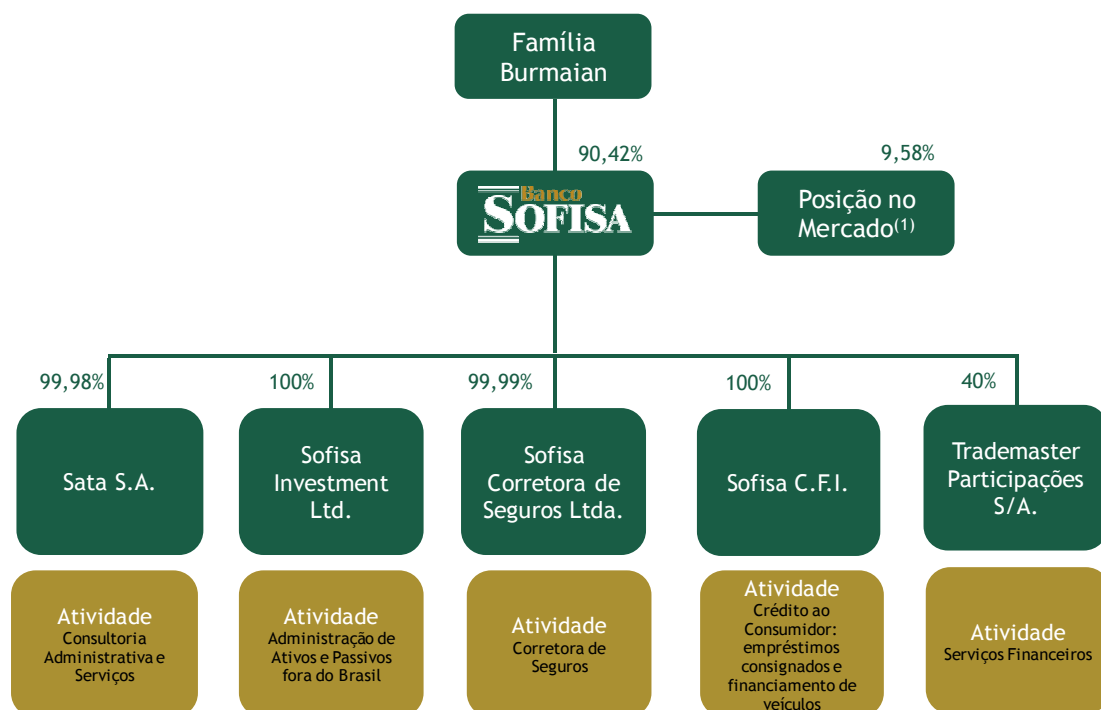 Família
Burmaian
90,42%
9,58%
Banco
SOFISA
Posição no
Mercado(1)
99,98%
100%
99,99%
100%
40%
Sata S.A.
Sofisa
Investment
Ltd.
Sofisa
Corretora de
Seguros Ltda.
Sofisa C.F.I.
Trademaster
Participações
S/A.
Atividade
Consultoria
Administrativa e
Serviços
Atividade
Administração de
Ativos e Passivos
fora do Brasil
Atividade
Corretora de
Seguros
Atividade
Crédito ao
Consumidor:
empréstimos
consignados e
financiamento de
veículos
Atividade
Serviços Financeiros